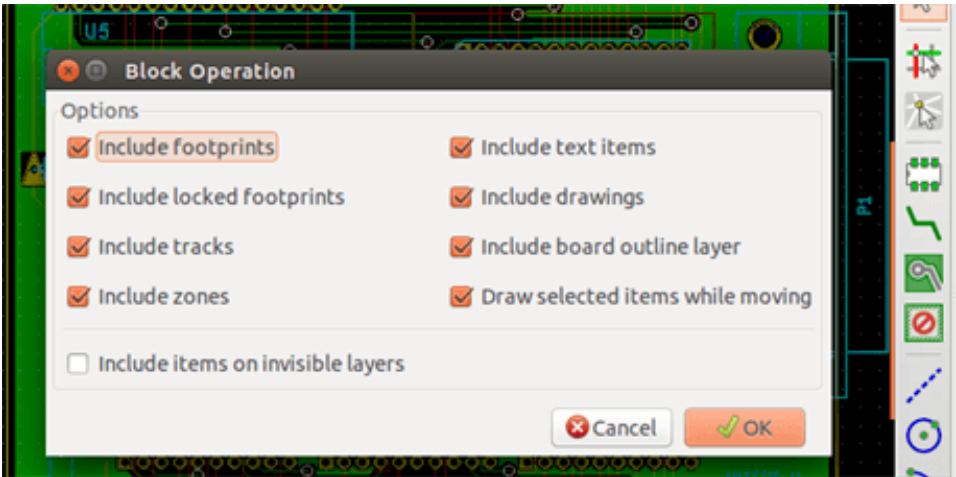 U5
Block Operation
Options
Include footprints
Include text items
Include locked footprints
Include drawings
P1
Include tracks
Include board outline layer
Include zones
Draw selected items while moving
Include items on invisible layers
Cancel
OK